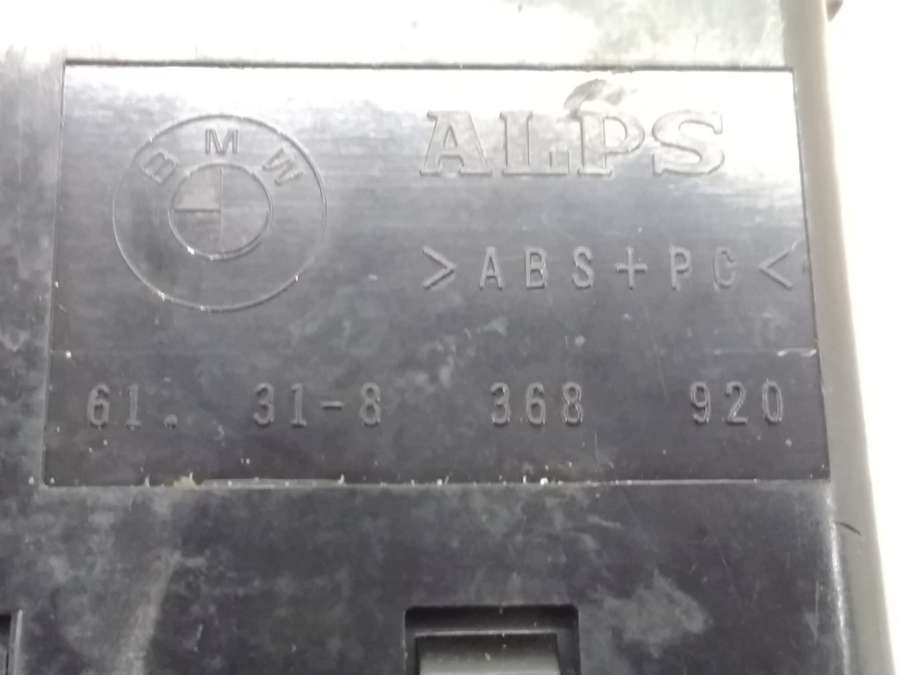 BMW
ALPS
>ABS+PC<
61. 31-8 368 920